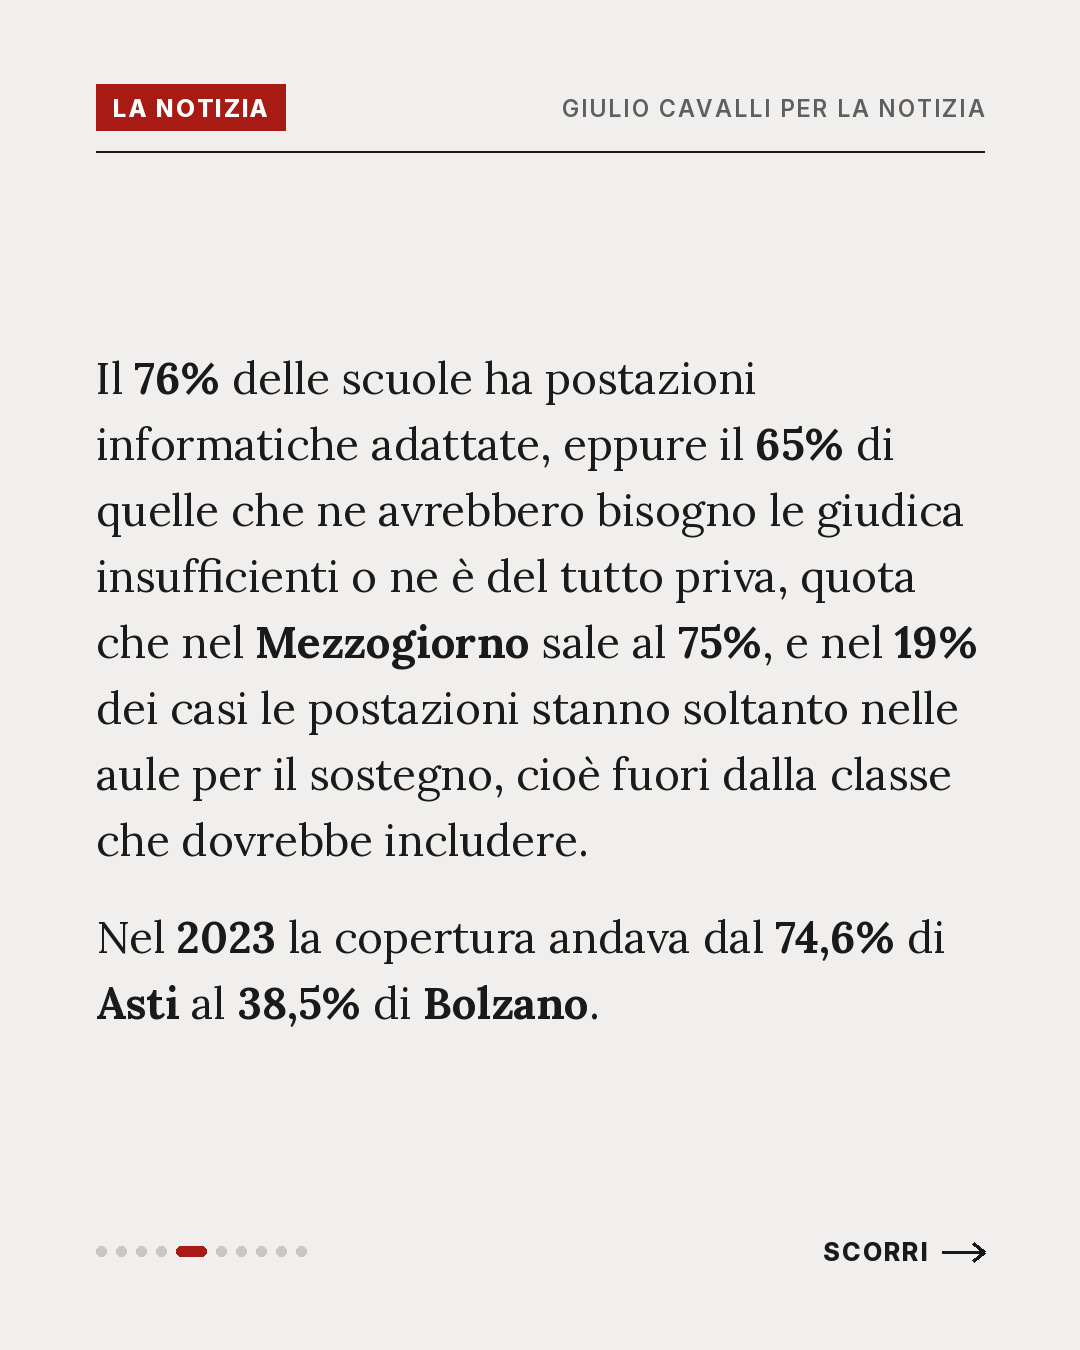 LA NOTIZIA
GIULIO CAVALLI PER LA NOTIZIA
Il 76% delle scuole ha postazioni
informatiche adattate, eppure il 65% di
quelle che ne avrebbero bisogno le giudica
insufficienti o ne è del tutto priva, quota
che nel Mezzogiorno sale al 75%, e nel 19%
dei casi le postazioni stanno soltanto nelle
aule per il sostegno, cioè fuori dalla classe
che dovrebbe includere.
Nel 2023 la copertura andava dal 74,6% di
Asti al 38,5% di Bolzano.
SCORRI